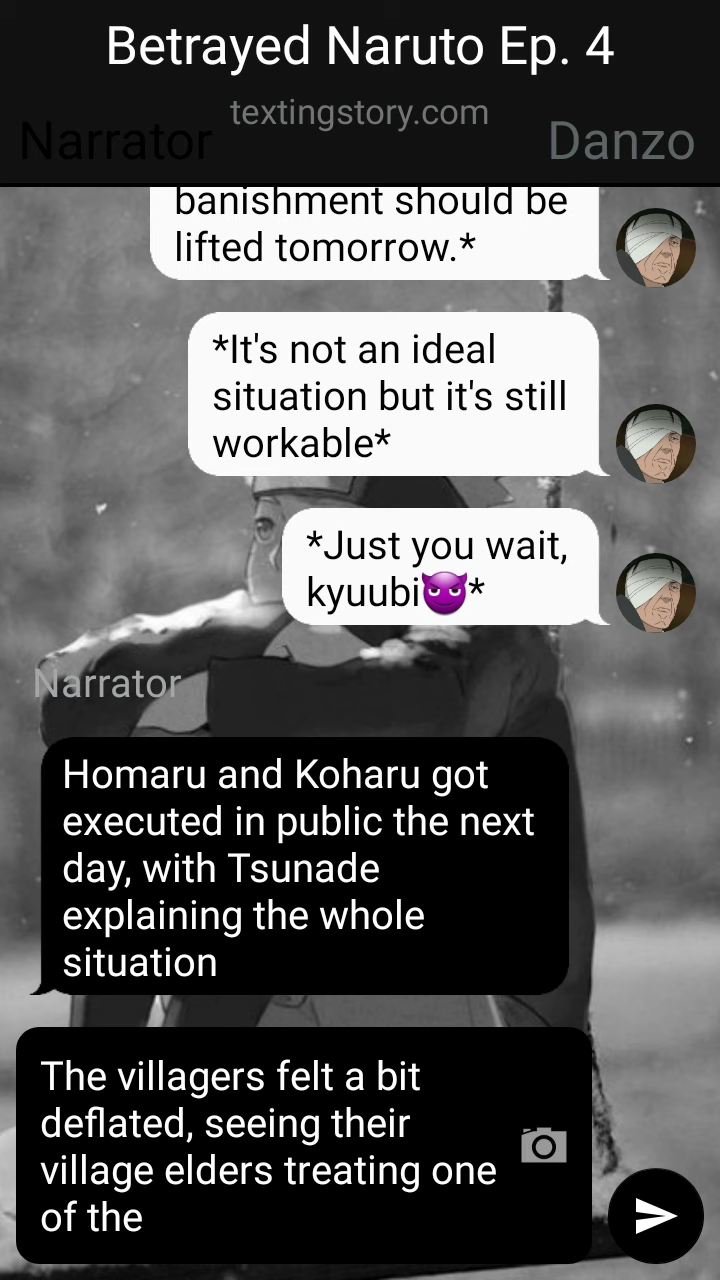 Betrayed Naruto Ep. 4
textingstory.com
Narrator
Danzo
banishment should be
lifted tomorrow.*
*It's not an ideal
situation but it's still
workable*
*Just you wait,
kyuubi😈*
Narrator
Homaru and Koharu got
executed in public the next
day, with Tsunade
explaining the whole
situation
The villagers felt a bit
deflated, seeing their
village elders treating one
of the